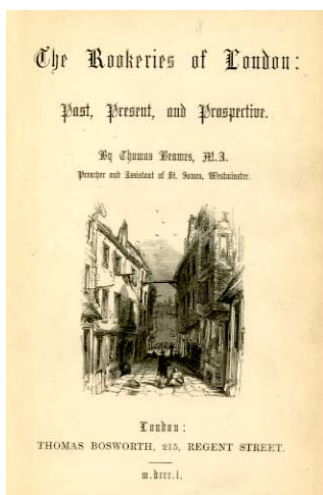 The Rookeries of London:
Past, Present, and Prospective.
By Thomas Beames, M.A.
Preacher and Assistant of St. James, Westminster.
London:
THOMAS BOSWORTH, 215, REGENT STREET.
m.dccc.l.